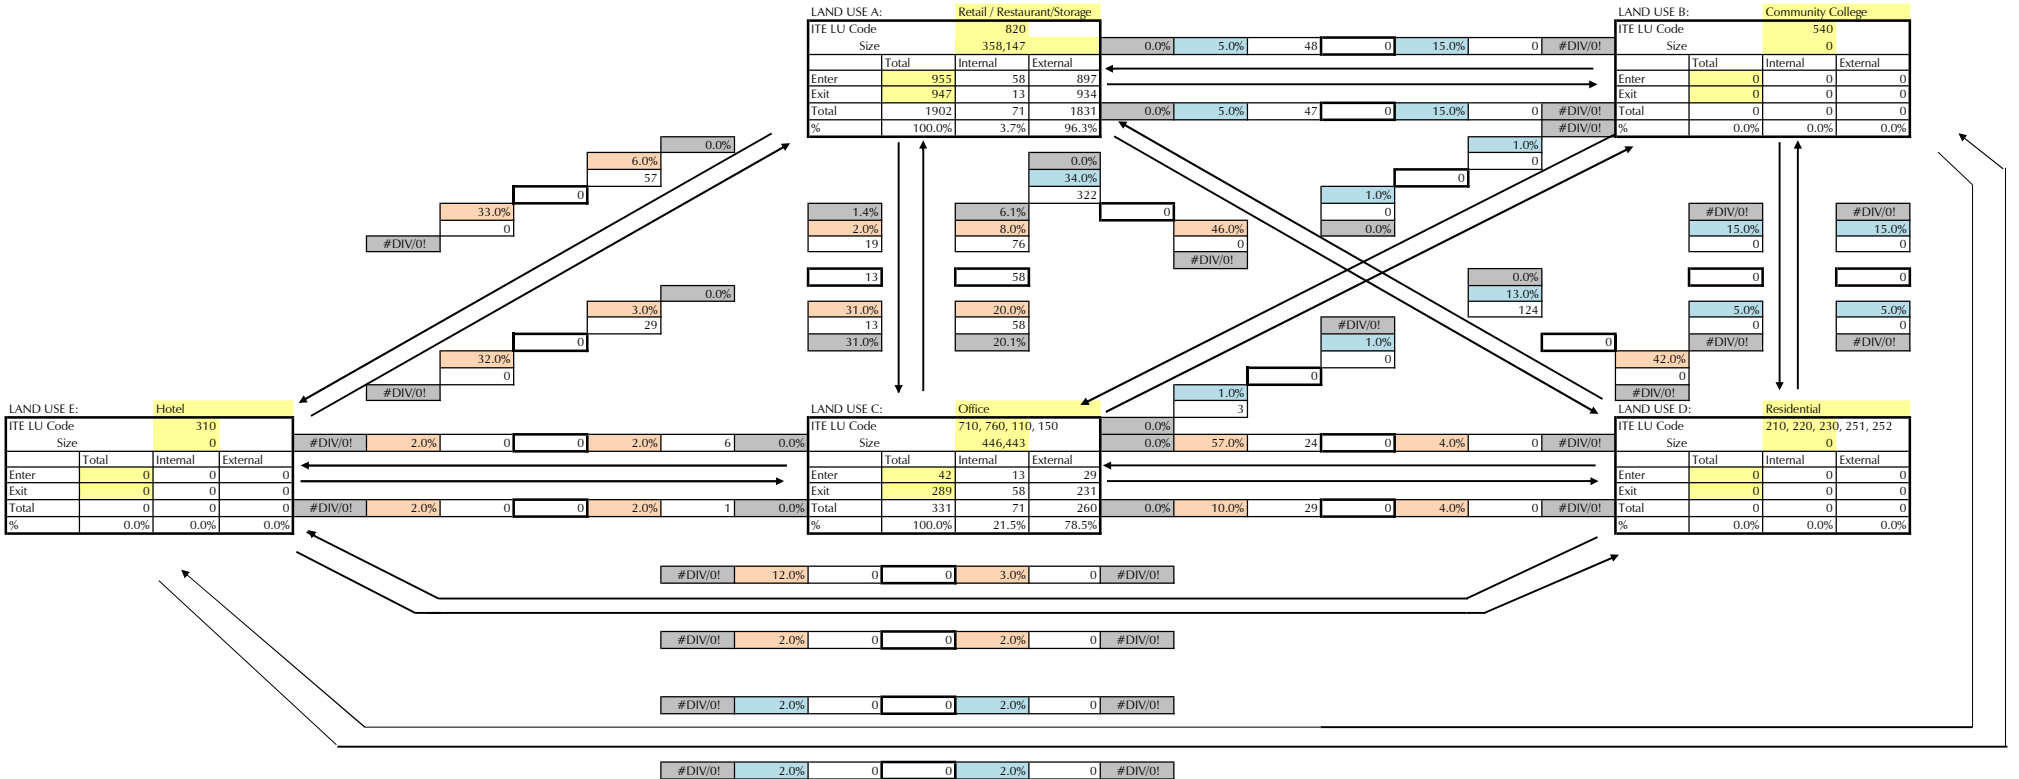 LAND USE A: Retail / Restaurant/Storage LAND USE B: Community College
ITE LU Code 820 ITE LU Code 540
Size 358,147 0.0% 5.0% 48 0 15.0% 0 #DIV/0! Size 0
Total Internal External Total Internal External
Enter 955 58 897 Enter 0 0 0
Exit 947 13 934 Exit 0 0 0
Total 1902 71 1831 0.0% 5.0% 47 0 15.0% 0 #DIV/0! Total 0 0 0
% 100.0% 3.7% 96.3% #DIV/0! % 0.0% 0.0% 0.0%
0.0% 1.0%
6.0% 0.0% 0
57 34.0% 0
0 322 1.0%
33.0% 1.4% 6.1% 0 0 #DIV/0! #DIV/0!
0 2.0% 8.0% 46.0% 0.0% 15.0% 15.0%
#DIV/0! 19 76 0 0 0
#DIV/0!
13 58 0.0% 0 0
0.0% 13.0%
3.0% 31.0% 20.0% 124 5.0% 5.0%
29 13 58 #DIV/0! 0 0
0 31.0% 20.1% 1.0% 0 #DIV/0! #DIV/0!
32.0% 0 42.0%
0 0 0
#DIV/0! 1.0% #DIV/0!
LAND USE E: Hotel LAND USE C: Office 3 LAND USE D: Residential
ITE LU Code 310 ITE LU Code 710, 760, 110, 150 0.0% ITE LU Code 210, 220, 230, 251, 252
Size 0 #DIV/0! 2.0% 0 0 2.0% 6 0.0% Size 446,443 0.0% 57.0% 24 0 4.0% 0 #DIV/0! Size 0
Total Internal External Total Internal External Total Internal External
Enter 0 0 0 Enter 42 13 29 Enter 0 0 0
Exit 0 0 0 Exit 289 58 231 Exit 0 0 0
Total 0 0 0 #DIV/0! 2.0% 0 0 2.0% 1 0.0% Total 331 71 260 0.0% 10.0% 29 0 4.0% 0 #DIV/0! Total 0 0 0
% 0.0% 0.0% 0.0% % 100.0% 21.5% 78.5% % 0.0% 0.0% 0.0%
#DIV/0! 12.0% 0 0 3.0% 0 #DIV/0!
#DIV/0! 2.0% 0 0 2.0% 0 #DIV/0!
#DIV/0! 2.0% 0 0 2.0% 0 #DIV/0!
#DIV/0! 2.0% 0 0 2.0% 0 #DIV/0!